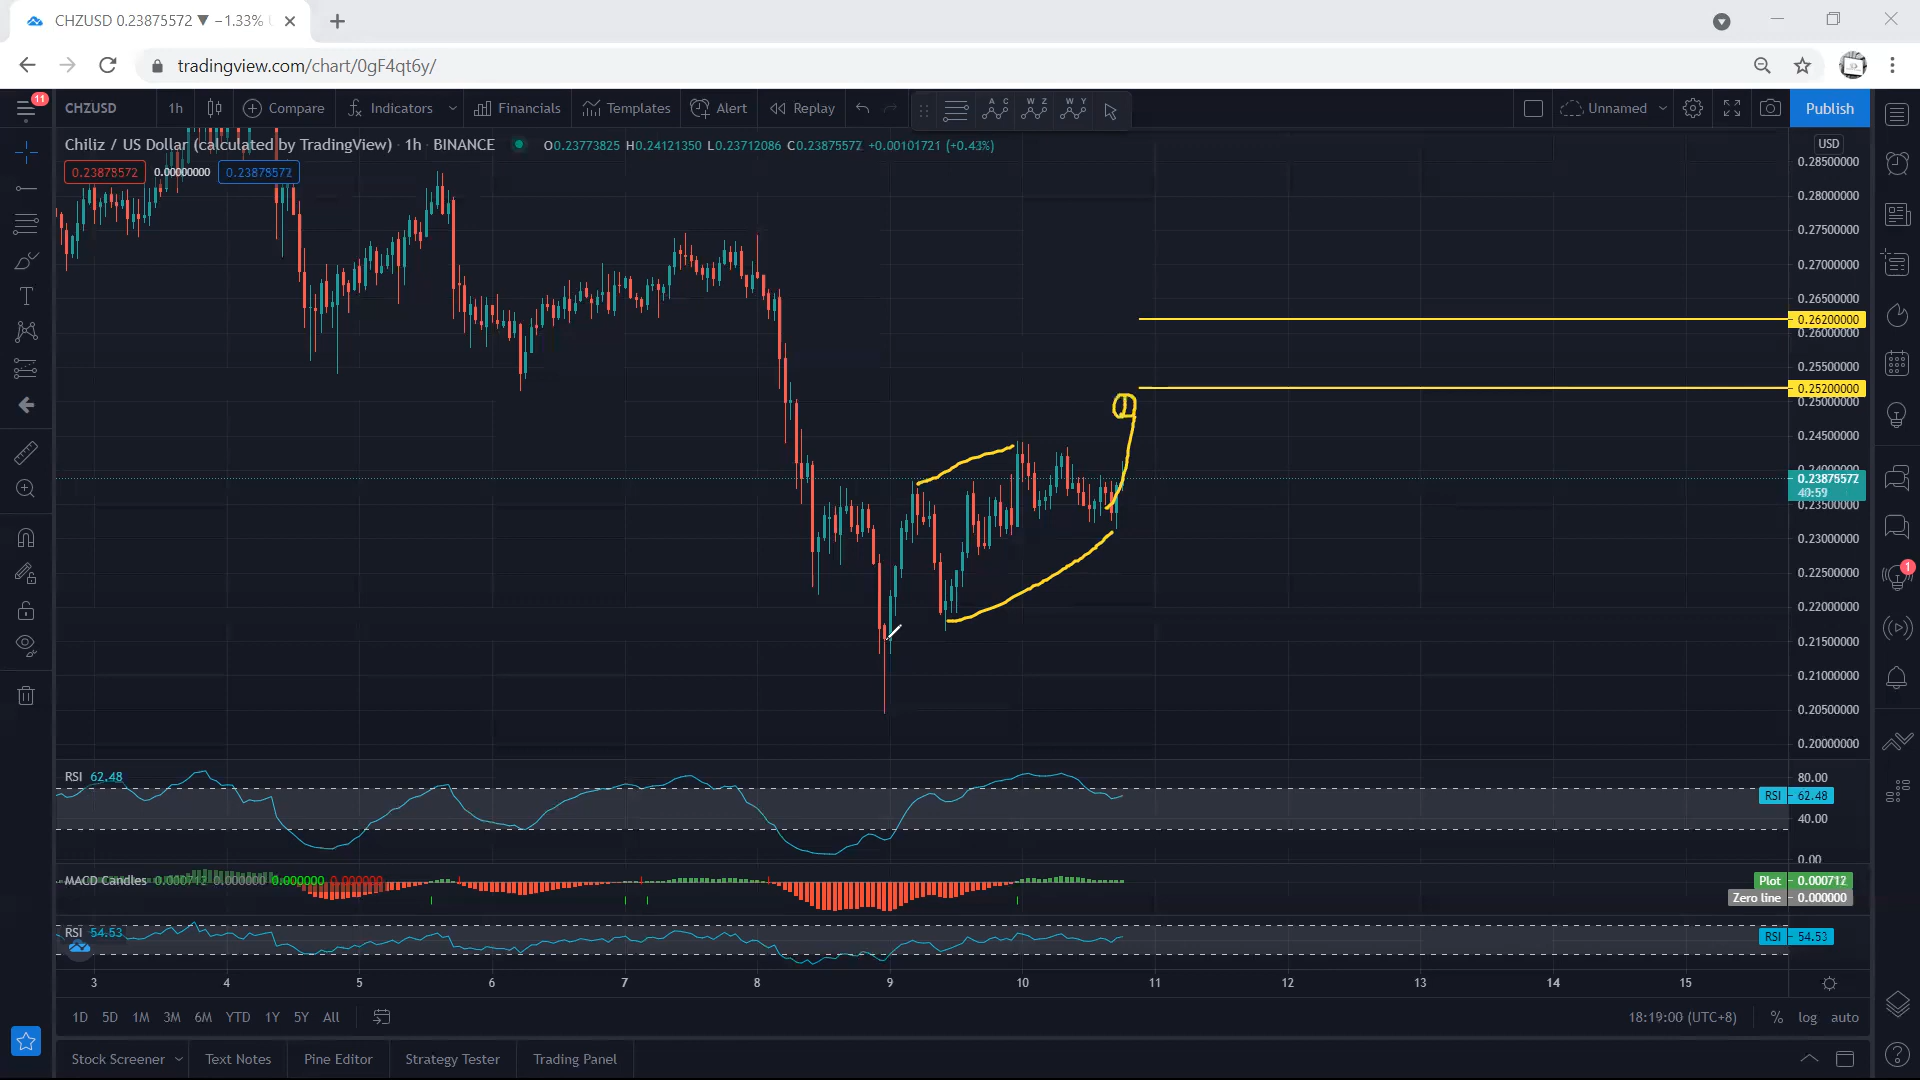 CHZUSD 0.23875572 ▼ −1.33%
tradingview.com/chart/0gF4qt6y/
11
CHZUSD 1h Compare Indicators Financials Templates Alert Replay Unnamed Publish
A C W Z W Y
Chiliz / US Dollar (calculated by TradingView) · 1h · BINANCE O0.23773825 H0.24121350 L0.23712086 C0.23875572 +0.00101721 (+0.43%)
USD
0.23875572 0.00000000 0.23875572
0.28500000
0.28000000
0.27500000
0.27000000
0.26500000
0.26200000
0.26000000
0.25500000
0.25200000
0.25000000
0.24500000
0.24000000
0.23875572
40:59
0.23500000
0.23000000
0.22500000
0.22000000
0.21500000
0.21000000
0.20500000
0.20000000
1
RSI 62.48
80.00
RSI 62.48
40.00
0.00
MACD Candles 0.000712 0.000000 0.000000 0.000000
Plot 0.000712
Zero line 0.000000
RSI 54.53
RSI 54.53
3 4 5 6 7 8 9 10 11 12 13 14 15
1D 5D 1M 3M 6M YTD 1Y 5Y All
18:19:00 (UTC+8) % log auto
Stock Screener Text Notes Pine Editor Strategy Tester Trading Panel